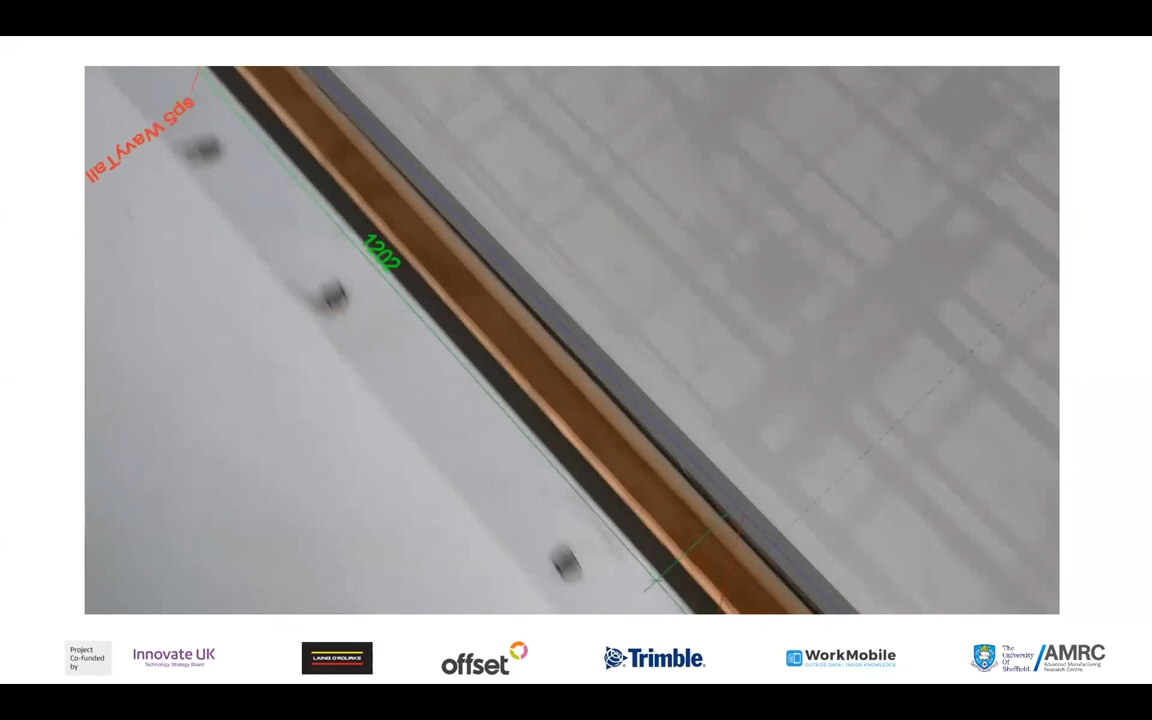 sp5 WavyTall
1202
Project
Co-funded
by
Innovate UK
Technology Strategy Board
LAING O'ROURKE
offset
Trimble
WorkMobile
OUTSIDE DATA | INSIDE KNOWLEDGE
The
University
Of
Sheffield.
AMRC
Advanced Manufacturing
Research Centre